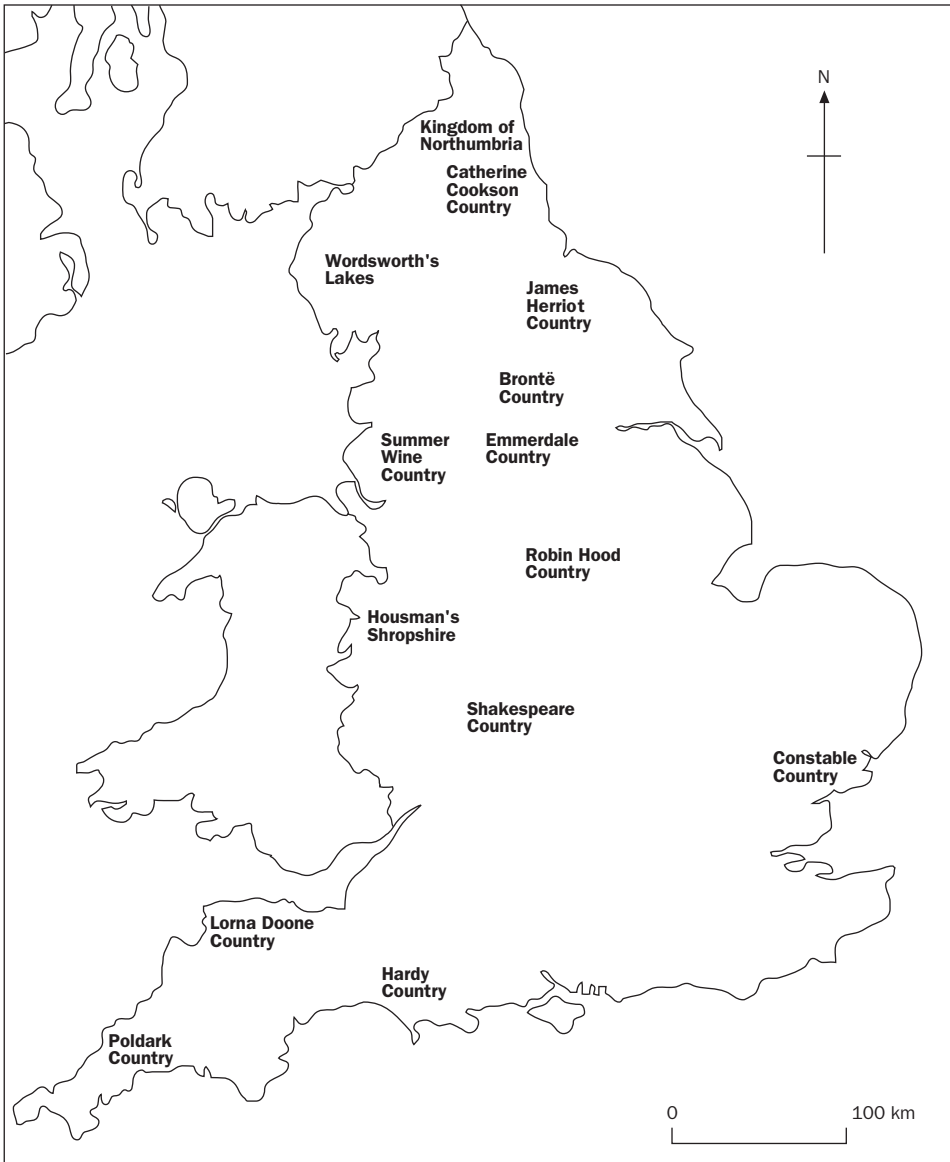 N
Kingdom of
Northumbria
Catherine
Cookson
Country
Wordsworth's
Lakes
James
Herriot
Country
Brontë
Country
Summer
Wine
Country
Emmerdale
Country
Robin Hood
Country
Housman's
Shropshire
Shakespeare
Country
Constable
Country
Lorna Doone
Country
Hardy
Country
Poldark
Country
0 100 km